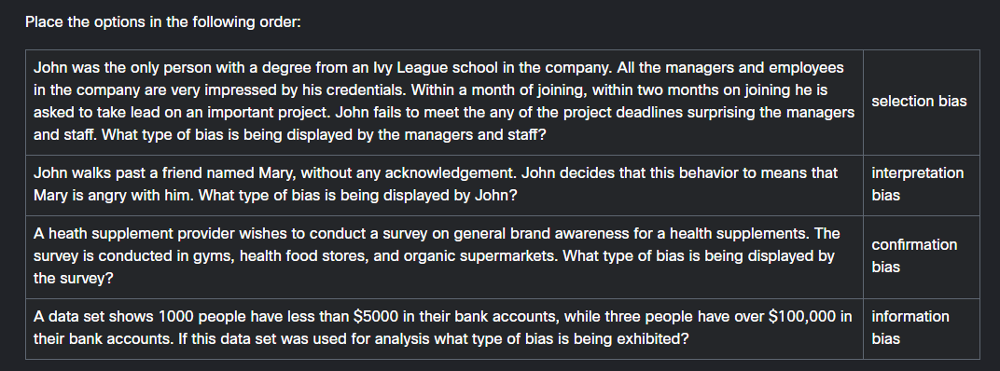 Place the options in the following order:
John was the only person with a degree from an Ivy League school in the company. All the managers and employees
in the company are very impressed by his credentials. Within a month of joining, within two months on joining he is
asked to take lead on an important project. John fails to meet the any of the project deadlines surprising the managers
and staff. What type of bias is being displayed by the managers and staff?
selection bias
John walks past a friend named Mary, without any acknowledgement. John decides that this behavior to means that
Mary is angry with him. What type of bias is being displayed by John?
interpretation
bias
A heath supplement provider wishes to conduct a survey on general brand awareness for a health supplements. The
survey is conducted in gyms, health food stores, and organic supermarkets. What type of bias is being displayed by
the survey?
confirmation
bias
A data set shows 1000 people have less than $5000 in their bank accounts, while three people have over $100,000 in
their bank accounts. If this data set was used for analysis what type of bias is being exhibited?
information
bias